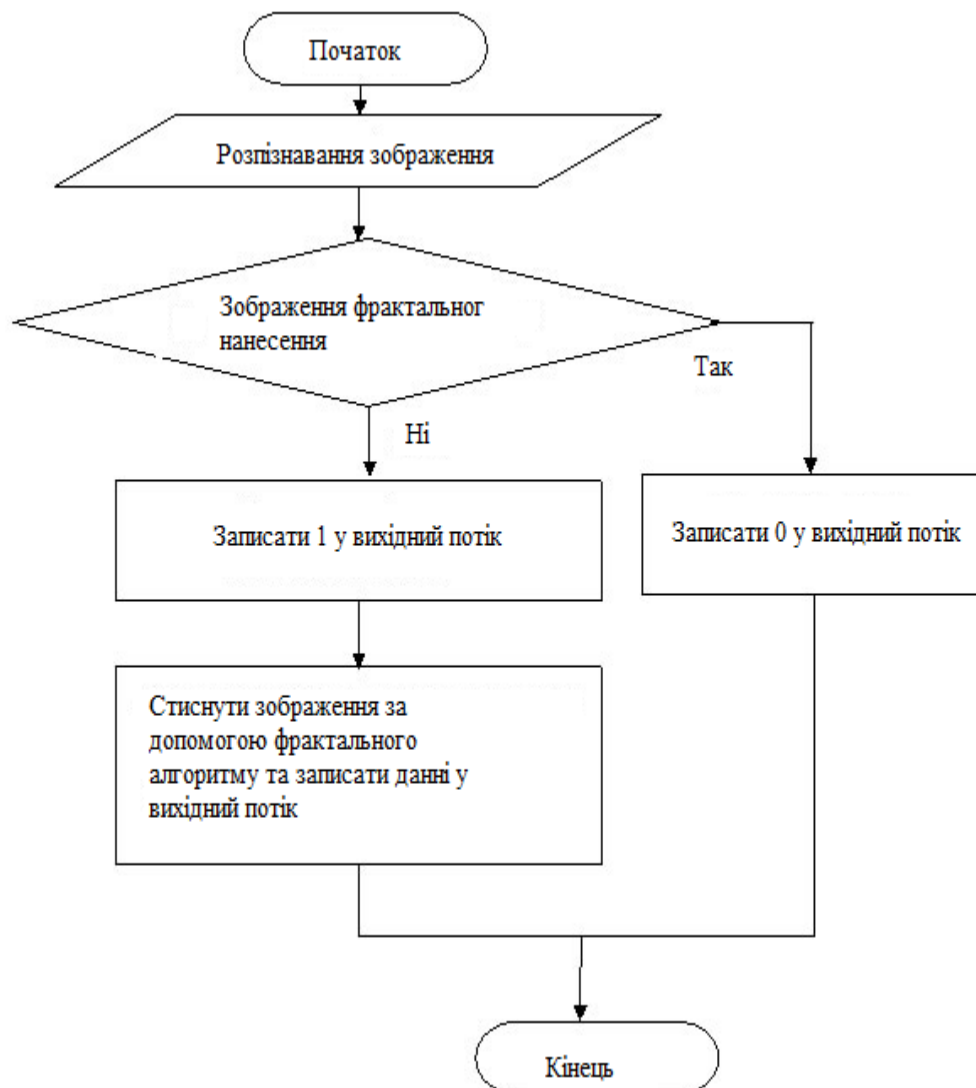 Початок
Розпізнавання зображення
Зображення фрактального
нанесення
Так
Ні
Записати 1 у вихідний потік
Записати 0 у вихідний потік
Стиснути зображення за
допомогою фрактального
алгоритму та записати данні у
вихідний потік
Кінець